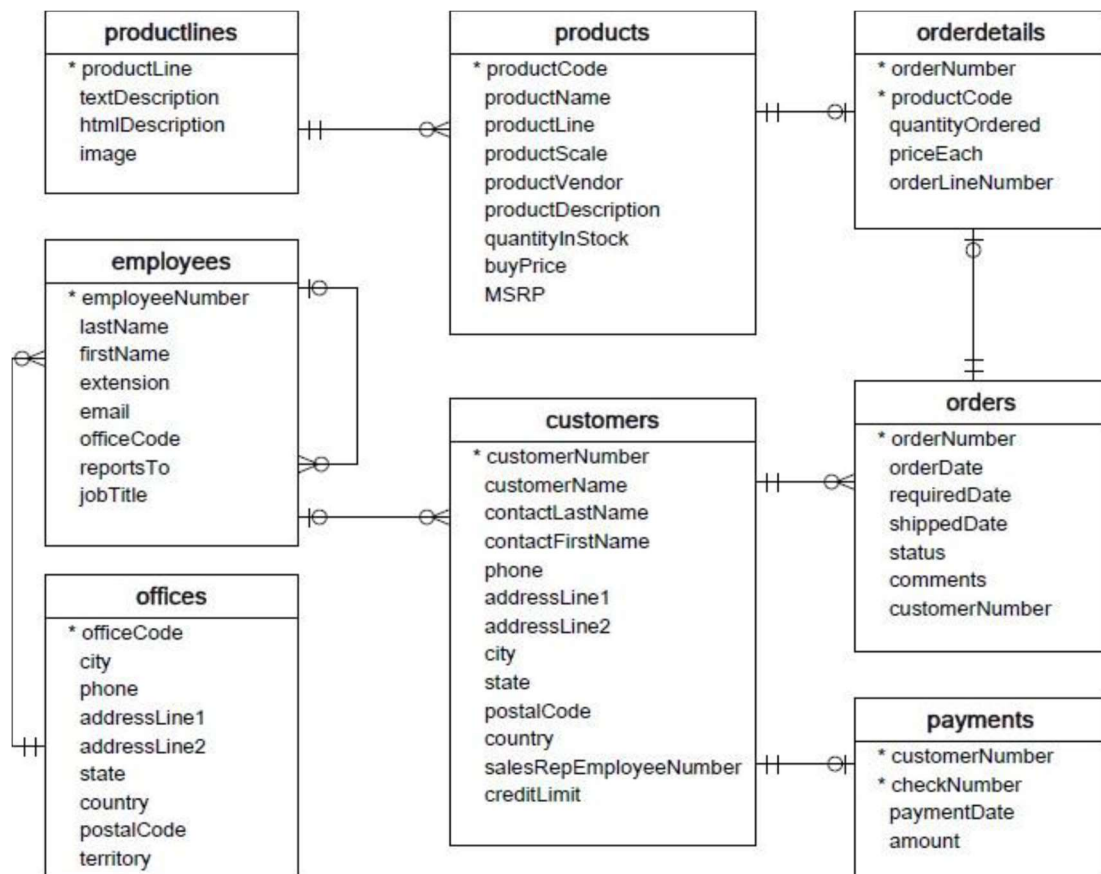 productlines
* productLine
textDescription
htmlDescription
image
products
* productCode
productName
productLine
productScale
productVendor
productDescription
quantityInStock
buyPrice
MSRP
orderdetails
* orderNumber
* productCode
quantityOrdered
priceEach
orderLineNumber
employees
* employeeNumber
lastName
firstName
extension
email
officeCode
reportsTo
jobTitle
customers
* customerNumber
customerName
contactLastName
contactFirstName
phone
addressLine1
addressLine2
city
state
postalCode
country
salesRepEmployeeNumber
creditLimit
orders
* orderNumber
orderDate
requiredDate
shippedDate
status
comments
customerNumber
offices
* officeCode
city
phone
addressLine1
addressLine2
state
country
postalCode
territory
payments
* customerNumber
* checkNumber
paymentDate
amount